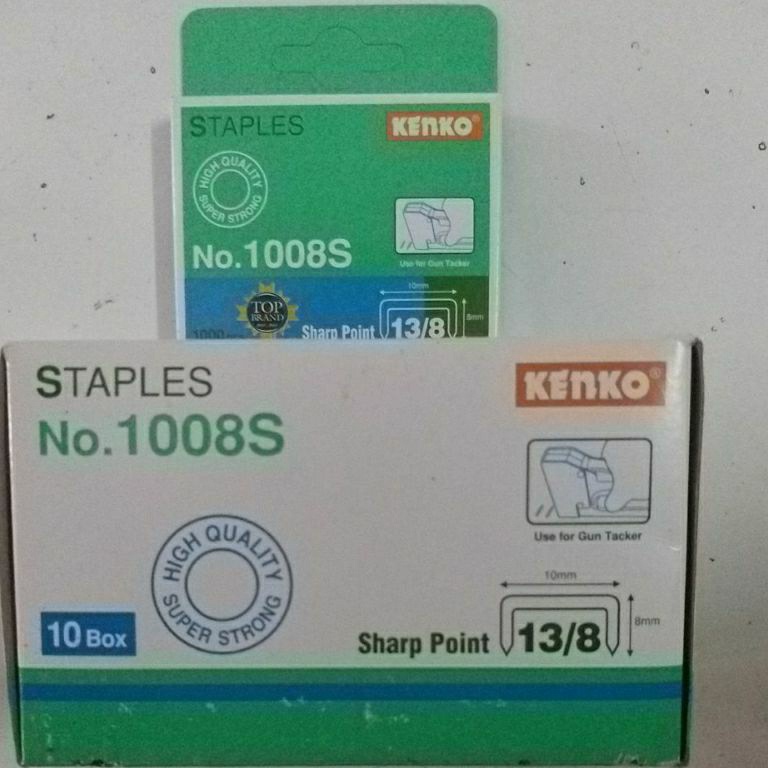 STAPLES
KENKO®
HIGH QUALITY
SUPER STRONG
No.1008S
Use for Gun Tacker
10mm
TOP
BRAND
8mm
Sharp Point
13/8
STAPLES
KENKO®
No.1008S
Use for Gun Tacker
HIGH QUALITY
SUPER STRONG
10mm
8mm
10 Box
Sharp Point
13/8